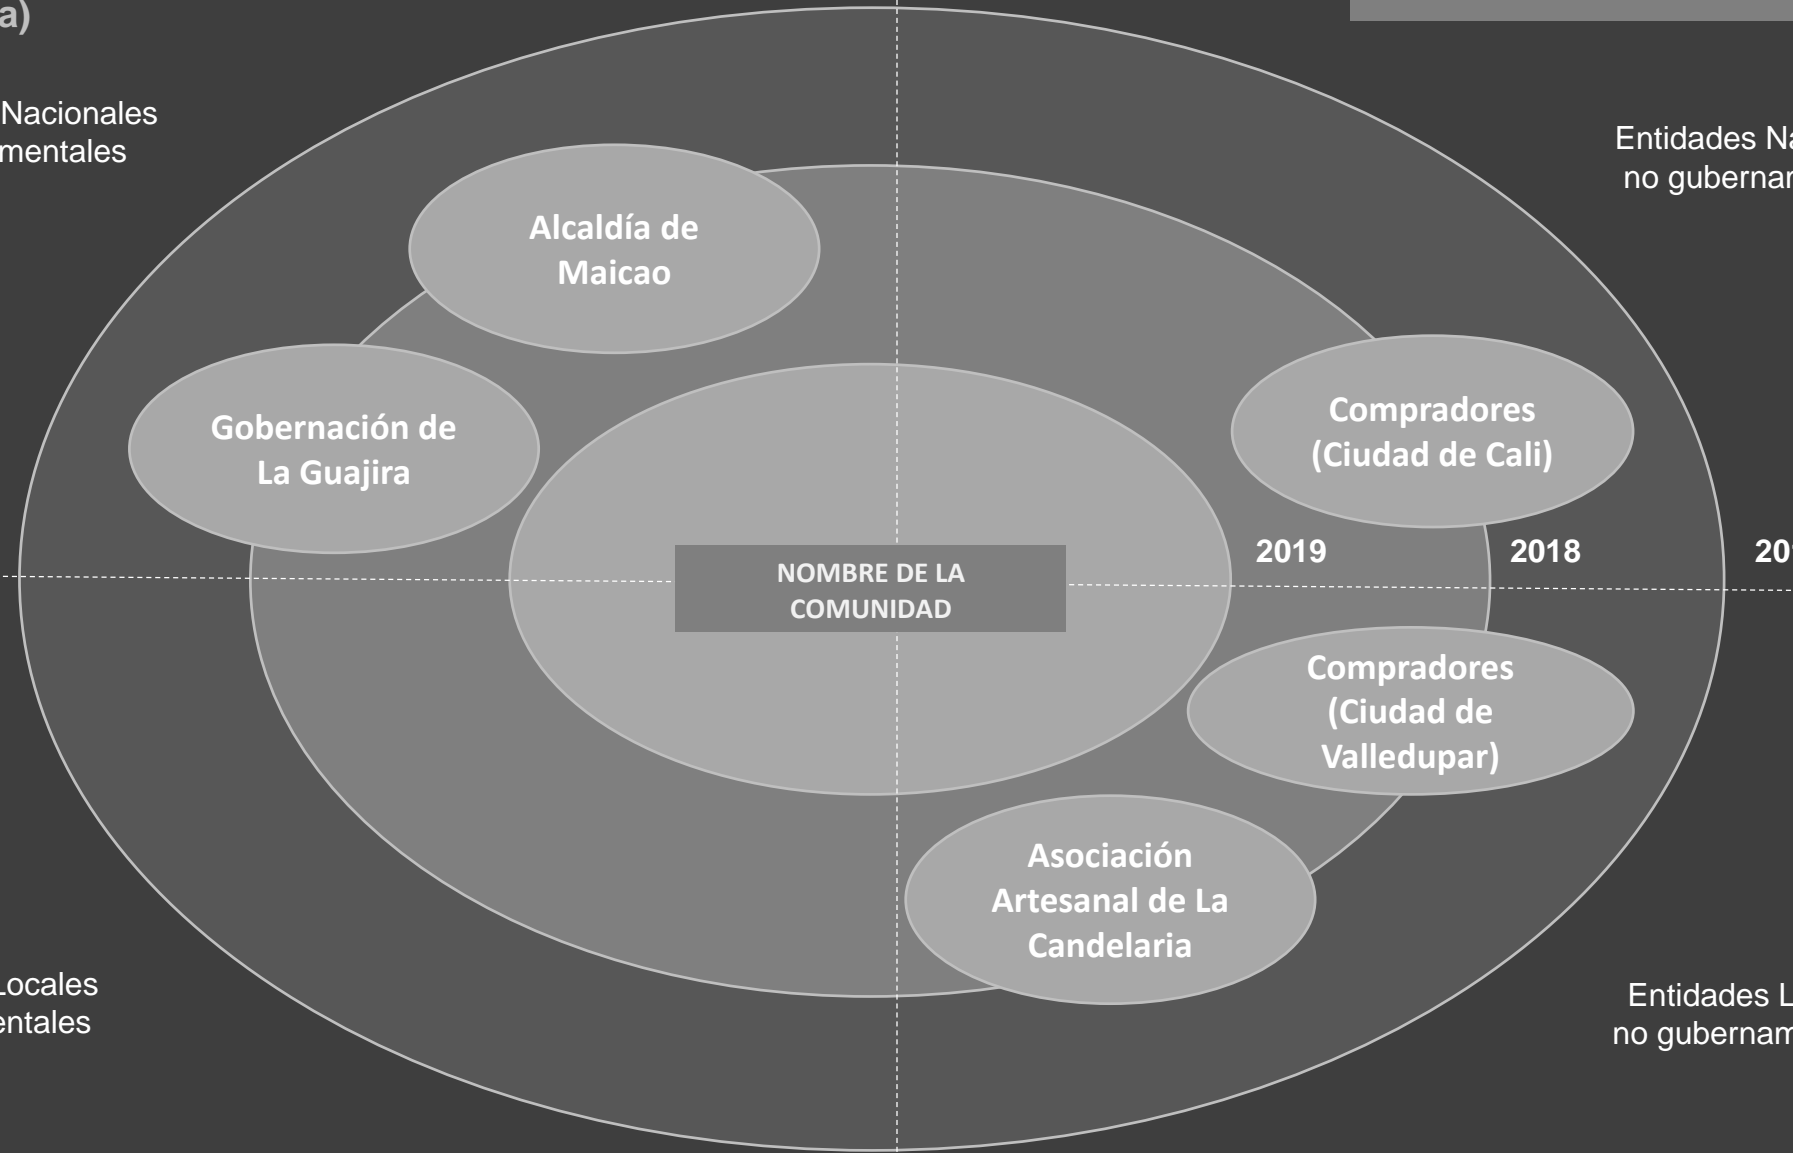 a)
Nacionales
mentales
Entidades Na
no gubernar
Alcaldía de
Maicao
Gobernación de
La Guajira
Compradores
(Ciudad de Cali)
2019
2018
201
NOMBRE DE LA
COMUNIDAD
Compradores
(Ciudad de
Valledupar)
Asociación
Artesanal de La
Candelaria
Locales
entales
Entidades L
no gubernam